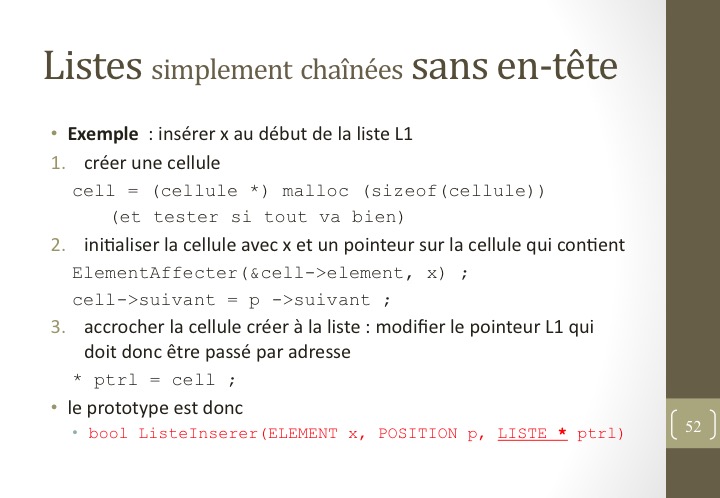 Listes simplement chaînées sans en-tête
• Exemple : insérer x au début de la liste L1
1. créer une cellule
cell = (cellule *) malloc (sizeof(cellule))
(et tester si tout va bien)
2. initialiser la cellule avec x et un pointeur sur la cellule qui contient
ElementAffecter(&cell->element, x) ;
cell->suivant = p ->suivant ;
3. accrocher la cellule créer à la liste : modifier le pointeur L1 qui
doit donc être passé par adresse
* ptrl = cell ;
• le prototype est donc
• bool ListeInserer(ELEMENT x, POSITION p, LISTE * ptrl)
52